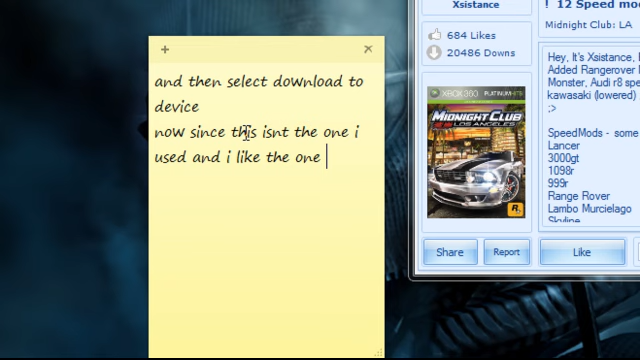 and then select download to
device
now since this isnt the one i
used and i like the one
Xsistance
684 Likes
20486 Downs
XBOX 360 PLATINUM HITS
MIDNIGHT CLUB
LOS ANGELES
R
Share
Report
! 12 Speed mo
Midnight Club: LA
Hey, It's Xsistance,
Added Rangerover
Monster, Audi r8 spe
kawasaki (lowered)
;>
SpeedMods - some
Lancer
3000gt
1098r
999r
Range Rover
Lambo Murcielago
Skyline
Like